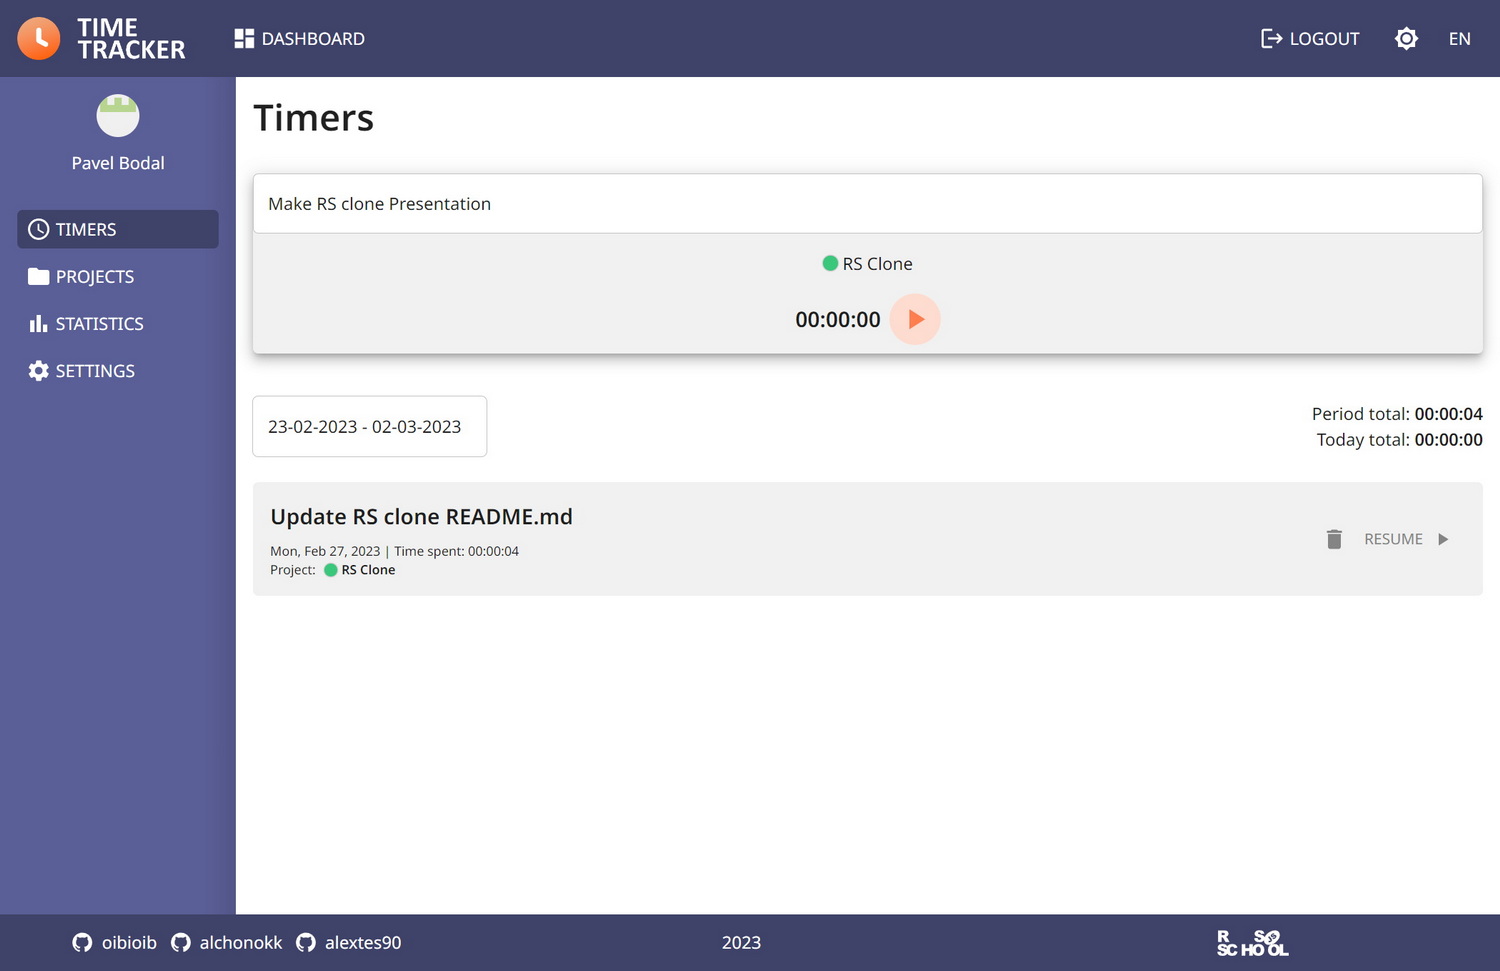 TIME
TRACKER
DASHBOARD
LOGOUT
EN
Pavel Bodal
TIMERS
PROJECTS
STATISTICS
SETTINGS
Timers
Make RS clone Presentation
RS Clone
00:00:00
23-02-2023 - 02-03-2023
Period total: 00:00:04
Today total: 00:00:00
Update RS clone README.md
Mon, Feb 27, 2023 | Time spent: 00:00:04
Project: RS Clone
RESUME
oibioib
alchonokk
alextes90
2023
RS
SCHOOL